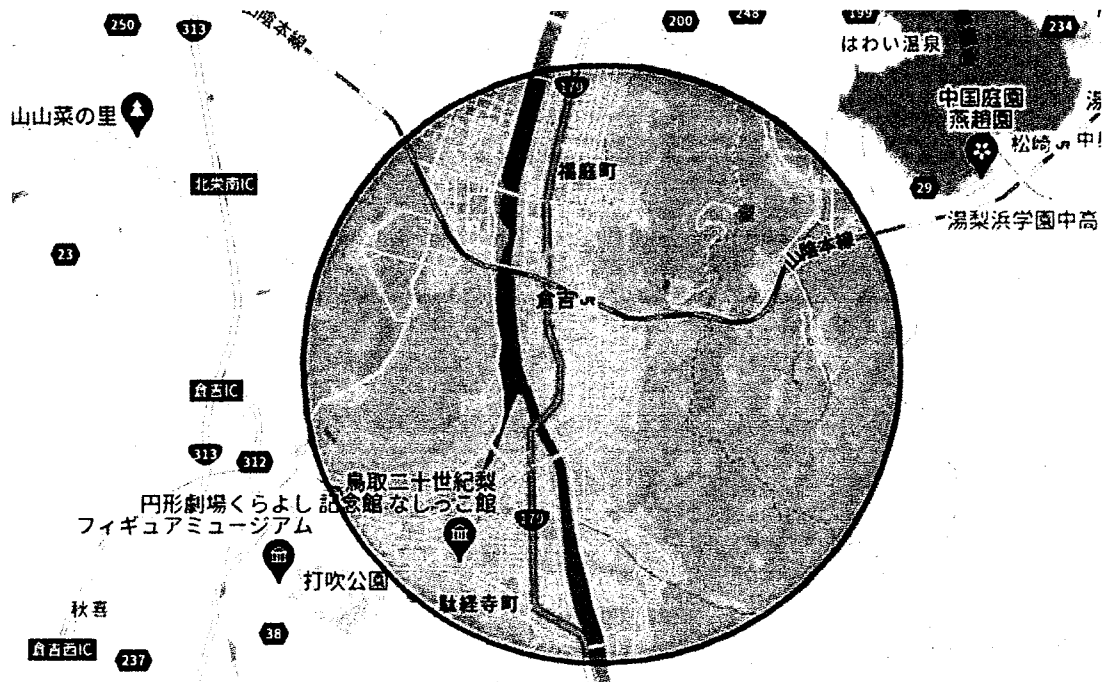 250
313
山陰本線
200
248
199
234
はわい温泉
179
中国庭園
燕趙園
山山菜の里
松崎
福庭町
北栄南IC
29
湯梨浜学園中高
23
山陰本線
倉吉
倉吉IC
313
312
鳥取二十世紀梨
円形劇場くらよし
記念館 なしっこ館
フィギュアミュージアム
179
打吹公園
駄経寺町
秋喜
38
倉吉西IC
237